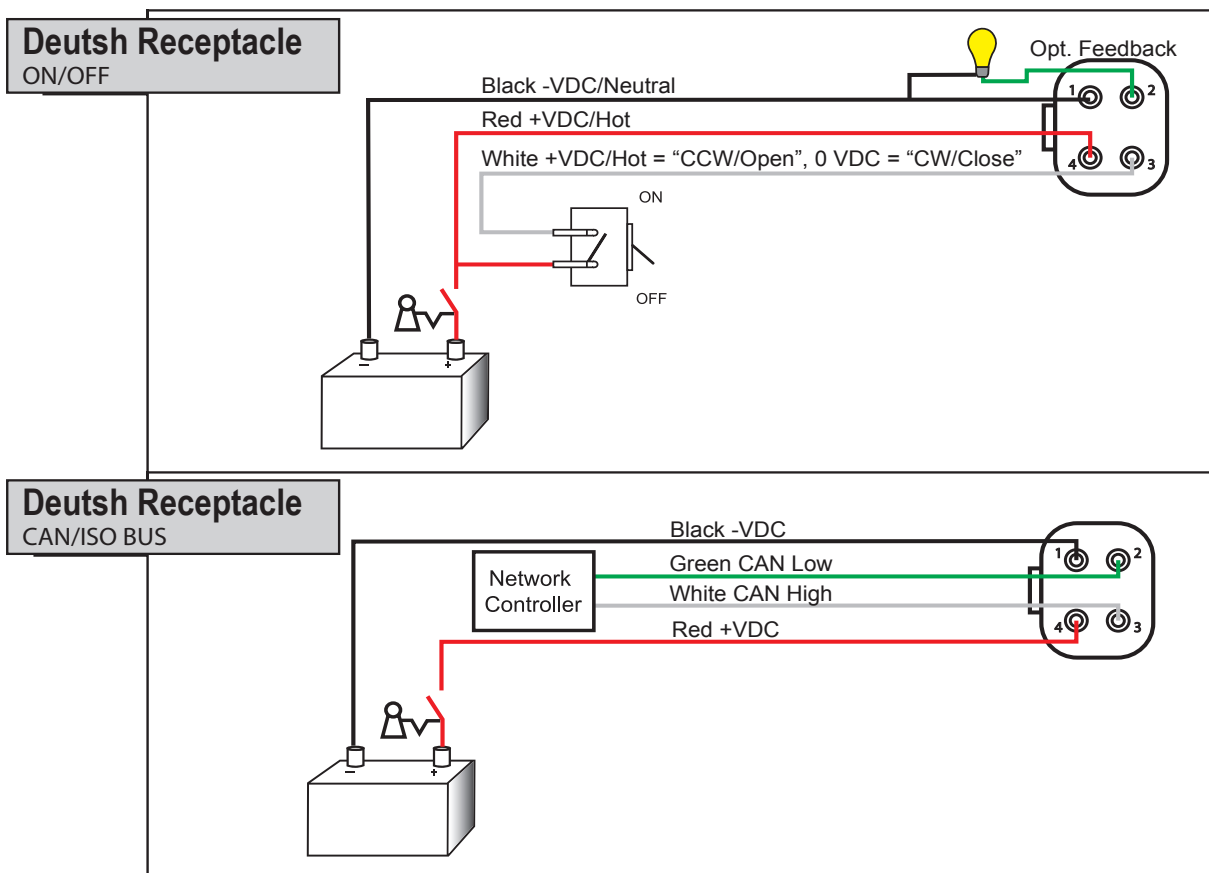 Deutsh Receptacle
ON/OFF
Opt. Feedback
Black -VDC/Neutral
1
2
Red +VDC/Hot
White +VDC/Hot = “CCW/Open”, 0 VDC = “CW/Close”
4
3
ON
OFF
–
+
Deutsh Receptacle
CAN/ISO BUS
Black -VDC
1
2
Green CAN Low
Network
Controller
White CAN High
Red +VDC
4
3
–
+